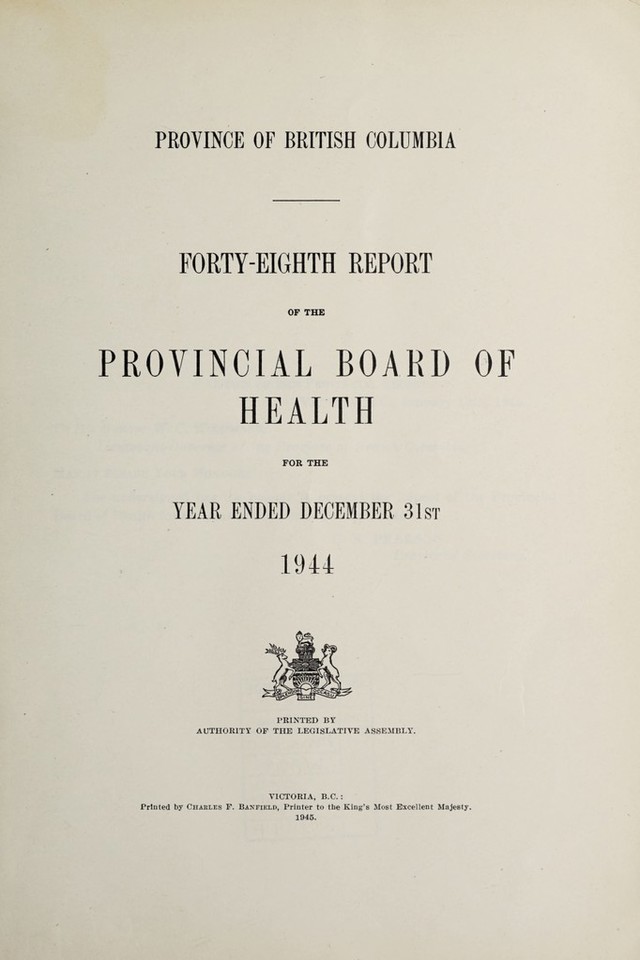 PROVINCE OF BRITISH COLUMBIA
FORTY-EIGHTH REPORT
OF THE
PROVINCIAL BOARD OF
HEALTH
FOR THE
YEAR ENDED DECEMBER 31ST
1944
PRINTED BY
AUTHORITY OF THE LEGISLATIVE ASSEMBLY.
VICTORIA, B.C.:
Printed by CHARLES F. BANFIELD, Printer to the King's Most Excellent Majesty.
1945.